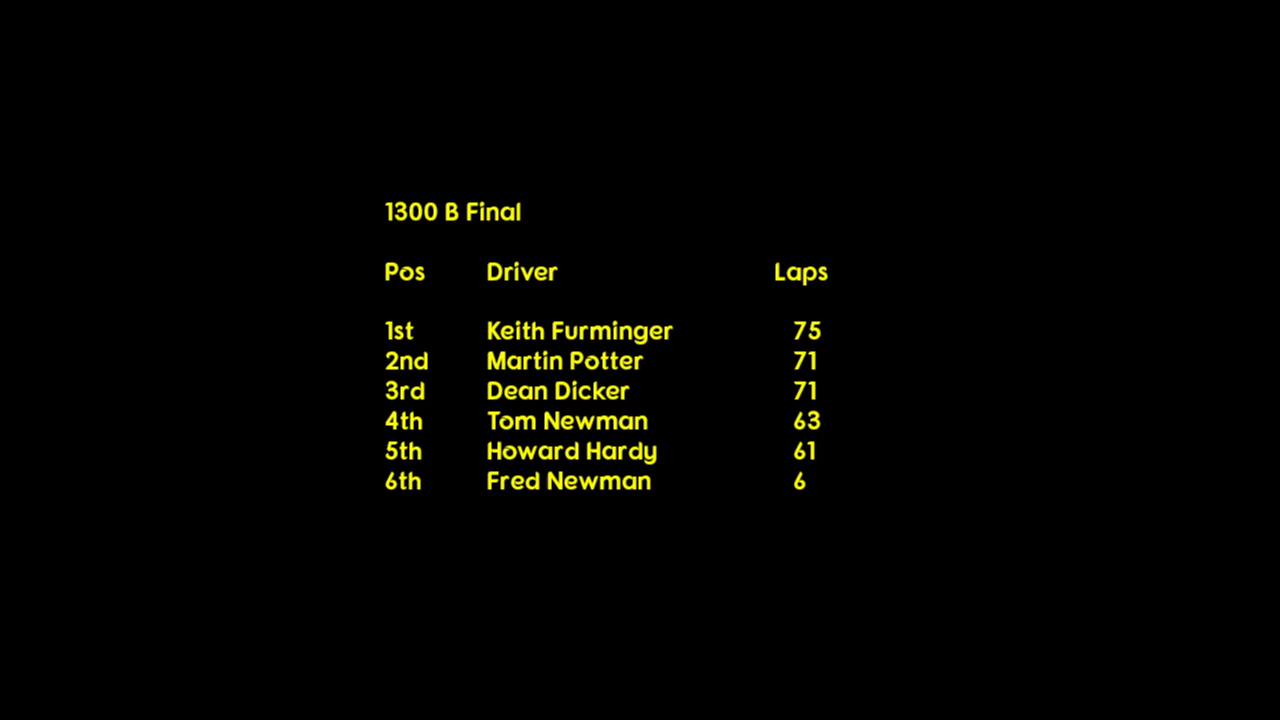 1300 B Final
Pos Driver Laps
1st Keith Furminger 75
2nd Martin Potter 71
3rd Dean Dicker 71
4th Tom Newman 63
5th Howard Hardy 61
6th Fred Newman 6